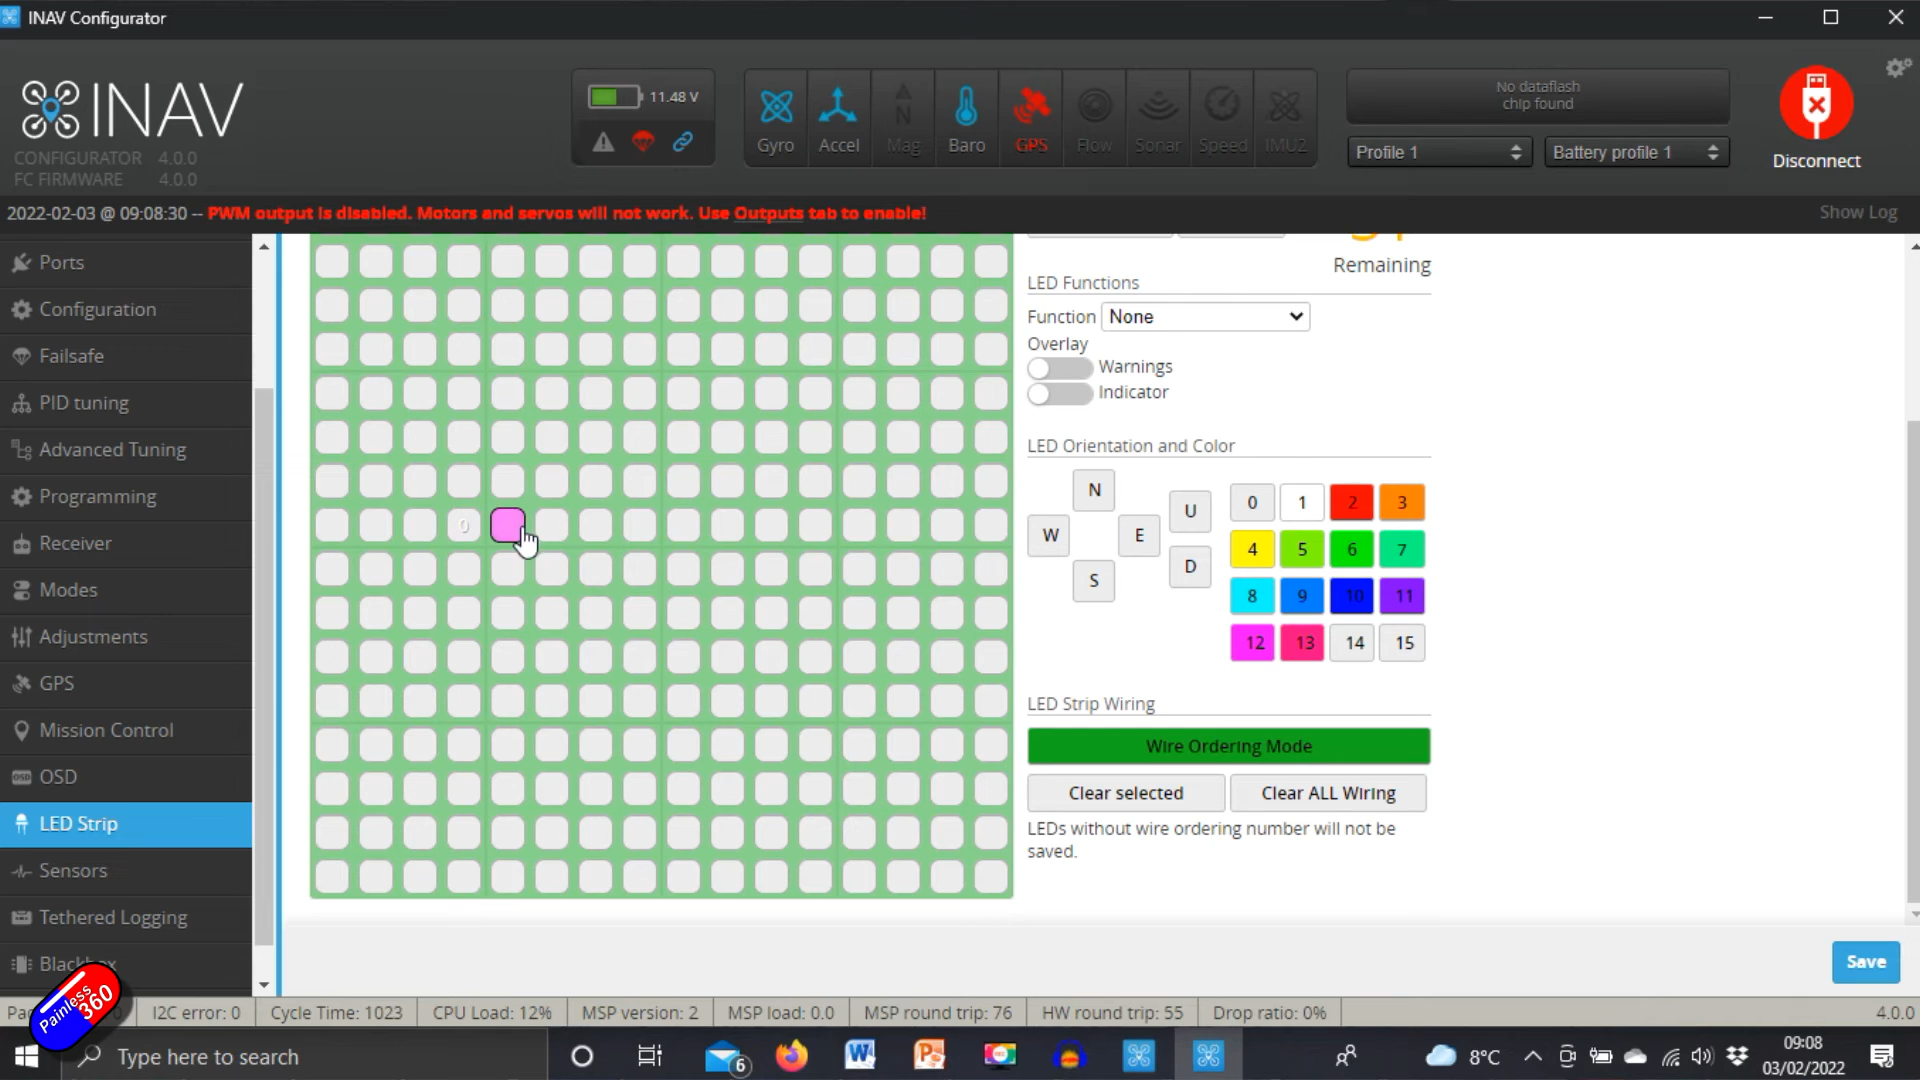 INAV Configurator
INAV
CONFIGURATOR 4.0.0
FC FIRMWARE 4.0.0
11.48 V
Gyro
Accel
Mag
Baro
GPS
Flow
Sonar
Speed
IMU2
No dataflash
chip found
Profile 1
Battery profile 1
Disconnect
2022-02-03 @ 09:08:30 -- PWM output is disabled. Motors and servos will not work. Use Outputs tab to enable!
Show Log
Ports
Configuration
Failsafe
PID tuning
Advanced Tuning
Programming
Receiver
Modes
Adjustments
GPS
Mission Control
OSD
LED Strip
Sensors
Tethered Logging
0
Remaining
LED Functions
Function None
Overlay
Warnings
Indicator
LED Orientation and Color
N
W E
S
U
D
0 1 2 3
4 5 6 7
8 9 10 11
12 13 14 15
LED Strip Wiring
Wire Ordering Mode
Clear selected Clear ALL Wiring
LEDs without wire ordering number will not be
saved.
Save
Painless
360
I2C error: 0 Cycle Time: 1023 CPU Load: 12% MSP version: 2 MSP load: 0.0 MSP round trip: 76 HW round trip: 55 Drop ratio: 0% 4.0.0
Type here to search
6
8°C
09:08
03/02/2022